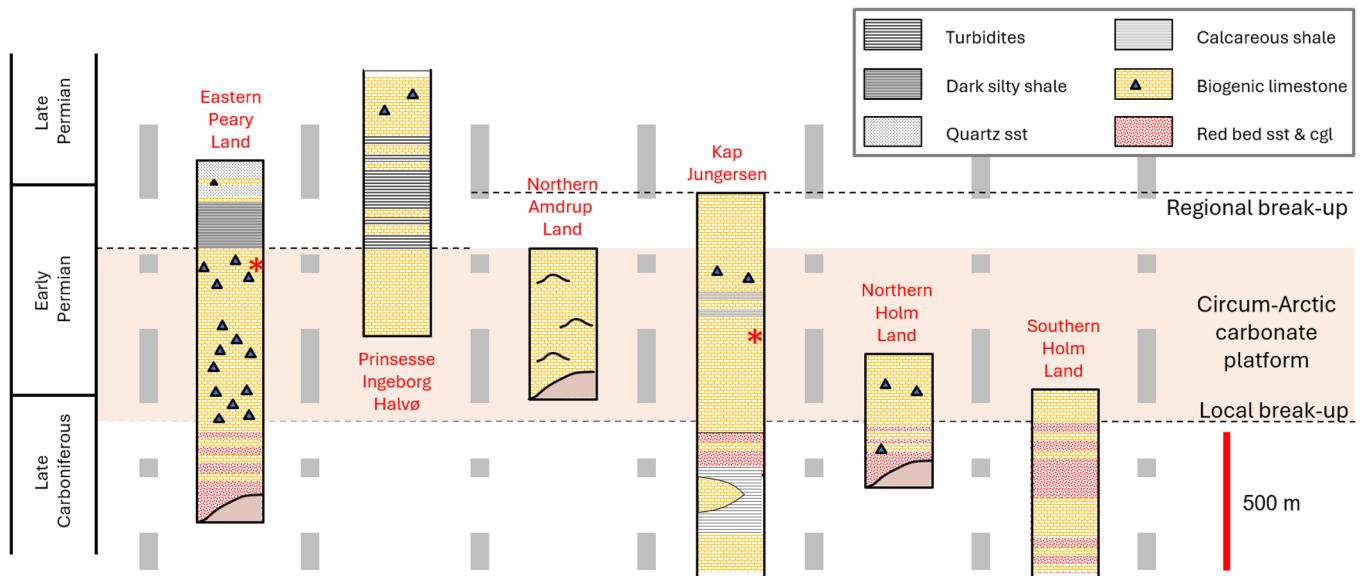 Turbidites
Calcareous shale
Dark silty shale
Biogenic limestone
Quartz sst
Red bed sst & cgl
Late
Permian
Early
Permian
Late
Carboniferous
Eastern
Peary
Land
*
Prinsesse
Ingeborg
Halvø
Northern
Amdrup
Land
Kap
Jungersen
*
Northern
Holm
Land
Southern
Holm
Land
Regional break-up
Circum-Arctic
carbonate
platform
Local break-up
500 m